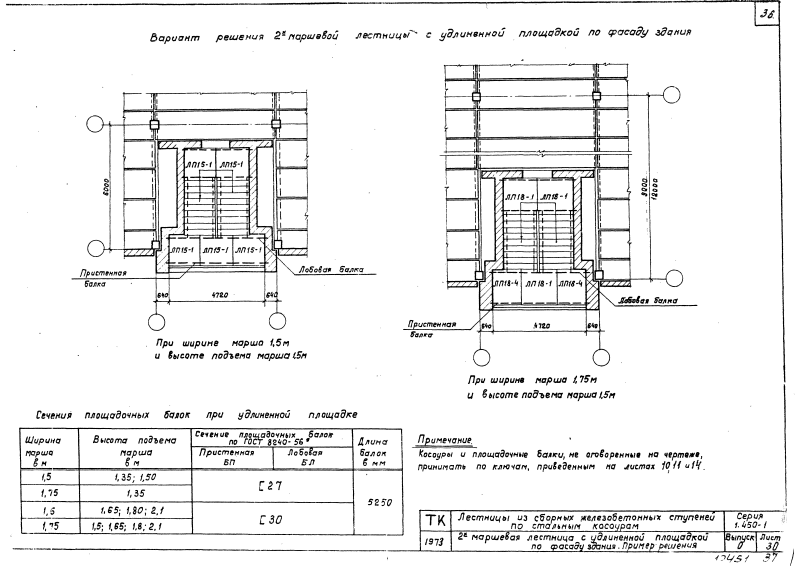 36
Вариант решения 2х маршевой лестницы с удлиненной площадкой по фасаду здания
ЛП15-1 ЛП15-1
6000
ЛП15-1 ЛП15-1 ЛП15-1
Пристенная
балка
Лобовая балка
640 4720 640
При ширине марша 1,5м
и высоте подъема марша 1,5м
ЛП18-1 ЛП18-1
9000
12000
ЛП18-4 ЛП18-1 ЛП18-4
Лобовая балка
Пристенная
балка
640 4720 640
При ширине марша 1,75м
и высоте подъема марша 1,5м
Сечения площадочных балок при удлиненной площадке
Ширина марша в м
Высота подъема марша в м
Сечение площадочных балок по ГОСТ 8240-56*
Пристенная БП
Лобовая БЛ
Длина балок в мм
1,5 1,35; 1,50
[ 27
1,75 1,35
5250
1,5 1,65; 1,80; 2,1
[ 30
1,75 1,5; 1,65; 1,8; 2,1
Примечание.
Косоуры и площадочные балки, не оговоренные на чертеже,
принимать по ключам, приведенным на листах 10,11 и 14.
ТК
Лестницы из сборных железобетонных ступеней
по стальным косоурам
Серия
1.450-1
1973
2х маршевая лестница с удлиненной площадкой
по фасаду здания. Пример решения
Выпуск
0
Лист
30
37